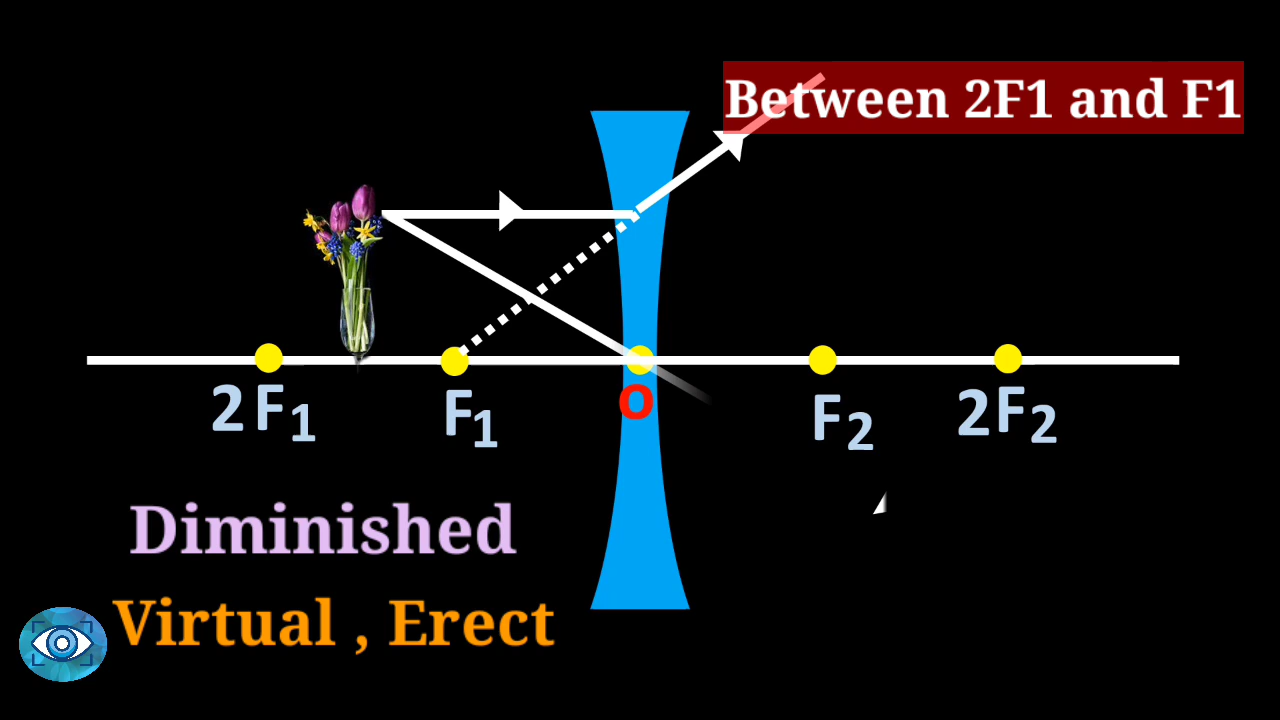 Between 2F1 and F1
O
2F₁ F₁ F₂ 2F₂
Diminished
Virtual , Erect